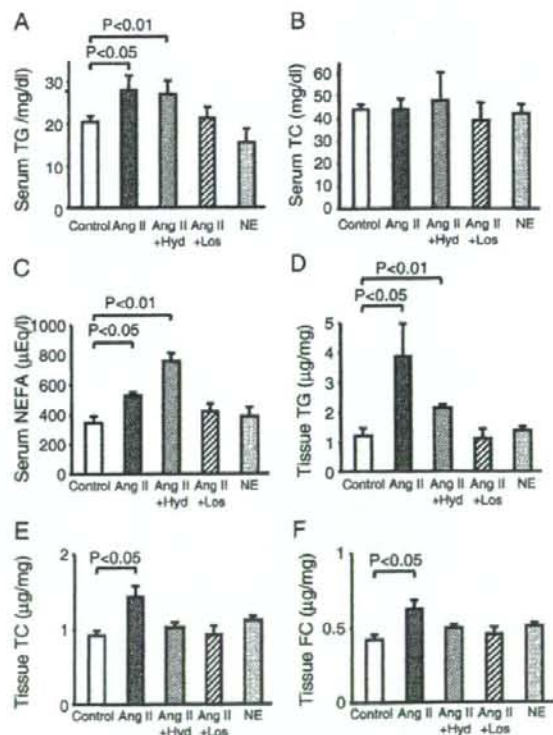 A
P<0.01
P<0.05
Serum TG /mg/dl)
30
20
10
0
Control Ang II Ang II +Hyd Ang II +Los NE
B
Serum TC (mg/dl)
60
40
30
40
20
0
Control Ang II Ang II +Hyd Ang II +Los NE
C
P<0.01
P<0.05
Serum NEFA (µEq/l)
1000
800
600
400
200
0
Control Ang II Ang II +Hyd Ang II +Los NE
D
P<0.01
P<0.05
Tissue TG (µg/mg)
5
4
3
2
1
0
Control Ang II Ang II +Hyd Ang II +Los NE
E
P<0.05
Tissue TC (µg/mg)
2
1
0
Control Ang II Ang II +Hyd Ang II +Los NE
F
P<0.05
Tissue FC (µg/mg)
1
0.5
0
Control Ang II Ang II +Hyd Ang II +Los NE